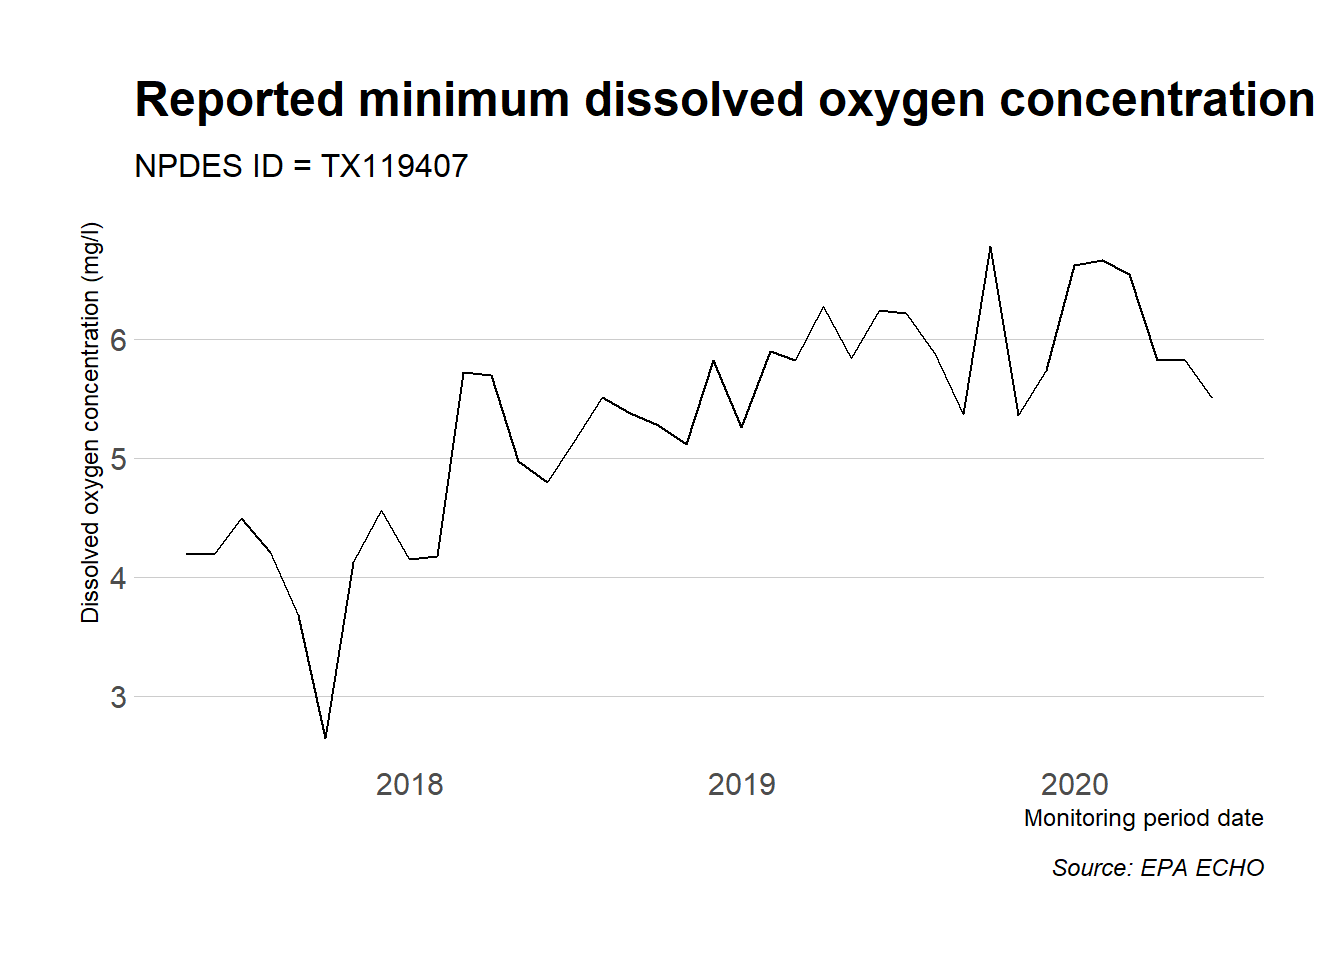 Reported minimum dissolved oxygen concentration
NPDES ID = TX119407
Dissolved oxygen concentration (mg/l)
6
5
4
3
2018 2019 2020
Monitoring period date
Source: EPA ECHO